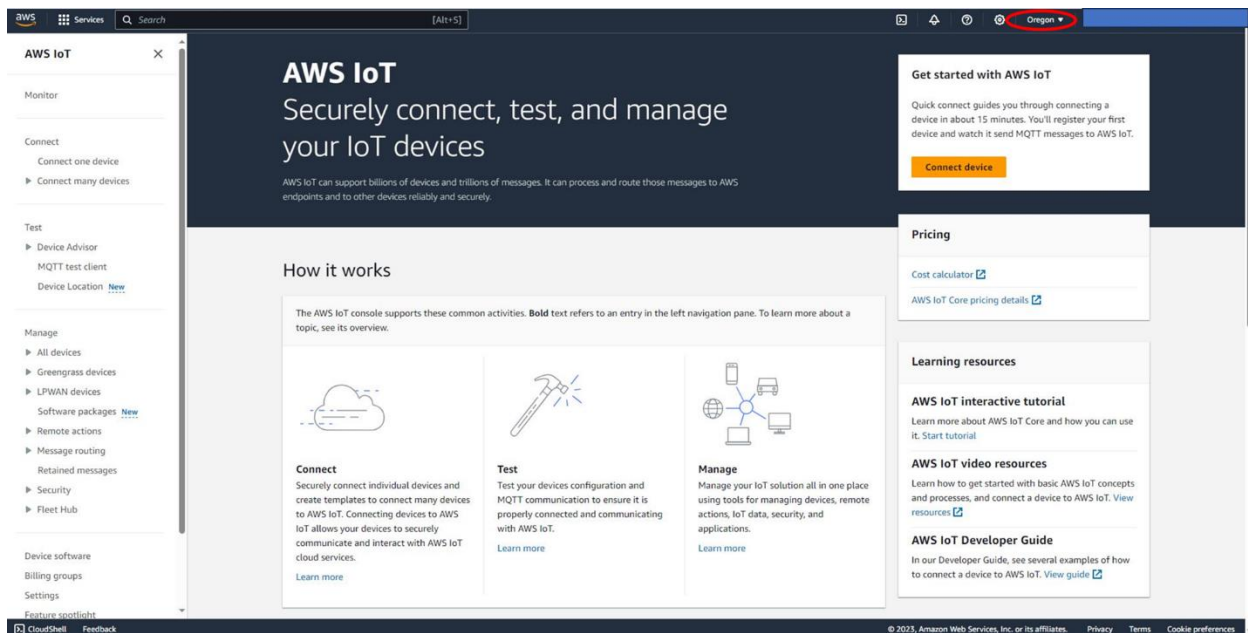 aws
Services
Search
[Alt+S]
Oregon
AWS IoT
Monitor
Connect
Connect one device
Connect many devices
Test
Device Advisor
MQTT test client
Device Location New
Manage
All devices
Greengrass devices
LPWAN devices
Software packages New
Remote actions
Message routing
Retained messages
Security
Fleet Hub
Device software
Billing groups
Settings
Feature spotlight
AWS IoT
Securely connect, test, and manage
your IoT devices
AWS IoT can support billions of devices and trillions of messages. It can process and route those messages to AWS
endpoints and to other devices reliably and securely.
Get started with AWS IoT
Quick connect guides you through connecting a
device in about 15 minutes. You'll register your first
device and watch it send MQTT messages to AWS IoT.
Connect device
How it works
The AWS IoT console supports these common activities. Bold text refers to an entry in the left navigation pane. To learn more about a
topic, see its overview.
Connect
Securely connect individual devices and
create templates to connect many devices
to AWS IoT. Connecting devices to AWS
IoT allows your devices to securely
communicate and interact with AWS IoT
cloud services.
Learn more
Test
Test your devices configuration and
MQTT communication to ensure it is
properly connected and communicating
with AWS IoT.
Learn more
Manage
Manage your IoT solution all in one place
using tools for managing devices, remote
actions, IoT data, security, and
applications.
Learn more
Pricing
Cost calculator
AWS IoT Core pricing details
Learning resources
AWS IoT interactive tutorial
Learn more about AWS IoT Core and how you can use
it. Start tutorial
AWS IoT video resources
Learn how to get started with basic AWS IoT concepts
and processes, and connect a device to AWS IoT. View
resources
AWS IoT Developer Guide
In our Developer Guide, see several examples of how
to connect a device to AWS IoT. View guide
CloudShell
Feedback
© 2023, Amazon Web Services, Inc. or its affiliates.
Privacy
Terms
Cookie preferences